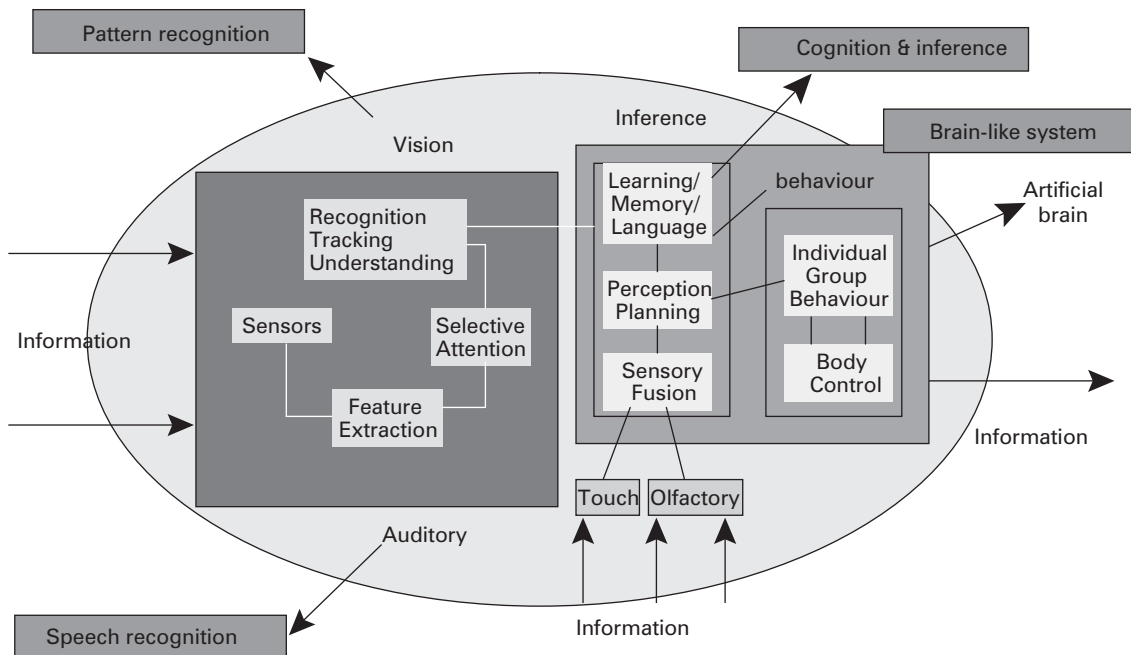 Pattern recognition
Cognition & inference
Inference
Brain-like system
Vision
Learning/
Memory/
Language
behaviour
Artificial
brain
Recognition
Tracking
Understanding
Individual
Group
Behaviour
Perception
Planning
Information
Sensors
Selective
Attention
Sensory
Fusion
Body
Control
Feature
Extraction
Information
Touch
Olfactory
Auditory
Information
Speech recognition